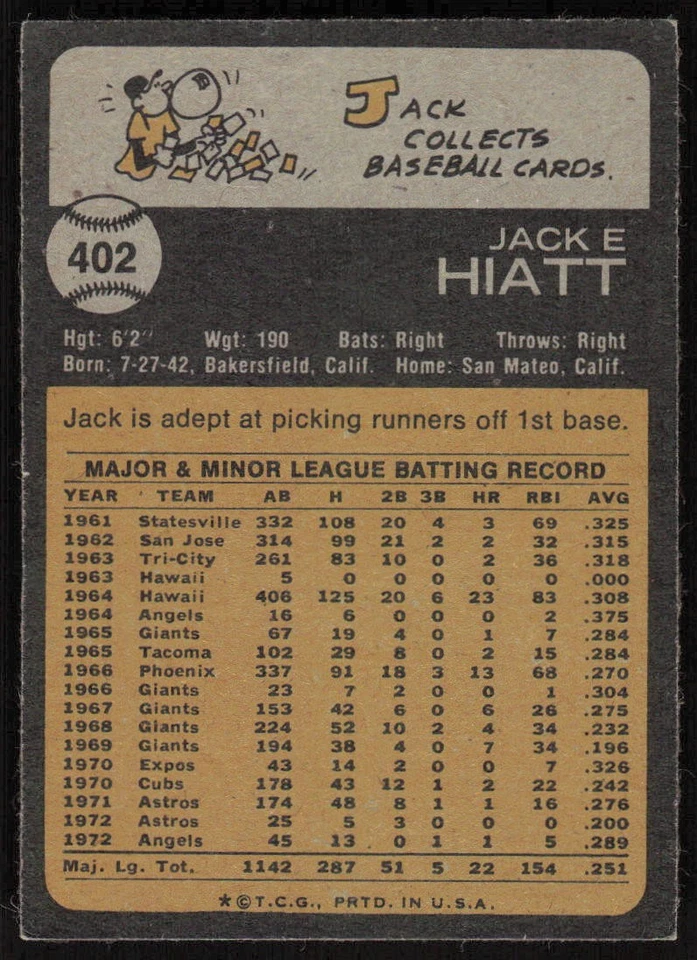 JACK
COLLECTS
BASEBALL CARDS.
402
JACK E
HIATT
Hgt: 6'2" Wgt: 190 Bats: Right Throws: Right
Born: 7-27-42, Bakersfield, Calif. Home: San Mateo, Calif.
Jack is adept at picking runners off 1st base.
MAJOR & MINOR LEAGUE BATTING RECORD
YEAR TEAM AB H 2B 3B HR RBI AVG
1961 Statesville 332 108 20 4 3 69 .325
1962 San Jose 314 99 21 2 2 32 .315
1963 Tri-City 261 83 10 0 2 36 .318
1963 Hawaii 5 0 0 0 0 0 .000
1964 Hawaii 406 125 20 6 23 83 .308
1964 Angels 16 6 0 0 0 2 .375
1965 Giants 67 19 4 0 1 7 .284
1965 Tacoma 102 29 8 0 2 15 .284
1966 Phoenix 337 91 18 3 13 68 .270
1966 Giants 23 7 2 0 0 1 .304
1967 Giants 153 42 6 0 6 26 .275
1968 Giants 224 52 10 2 4 34 .232
1969 Giants 194 38 4 0 7 34 .196
1970 Expos 43 14 2 0 0 7 .326
1970 Cubs 178 43 12 1 2 22 .242
1971 Astros 174 48 8 1 1 16 .276
1972 Astros 25 5 3 0 0 0 .200
1972 Angels 45 13 0 1 1 5 .289
Maj. Lg. Tot. 1142 287 51 5 22 154 .251
*©T.C.G., PRTD. IN U.S.A.